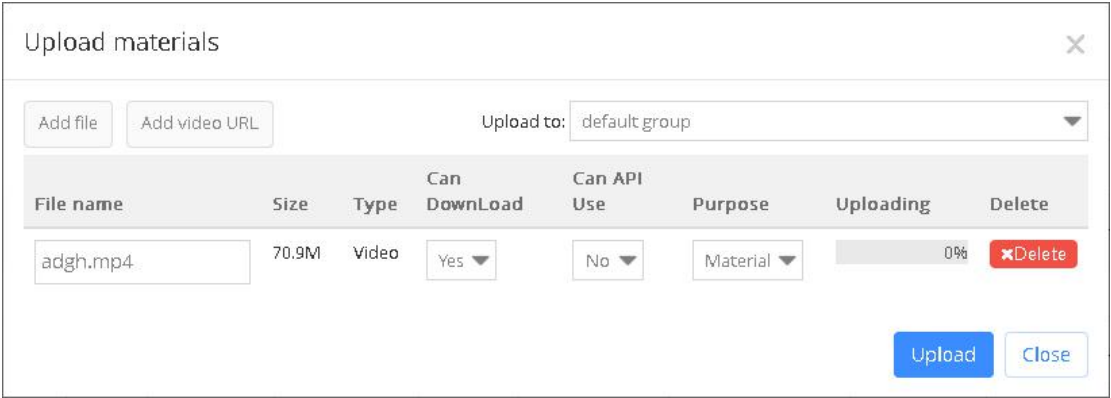 Upload materials
Add file Add video URL Upload to: default group
File name Size Type Can DownLoad Can API Use Purpose Uploading Delete
adgh.mp4 70.9M Video Yes No Material 0% Delete
Upload Close